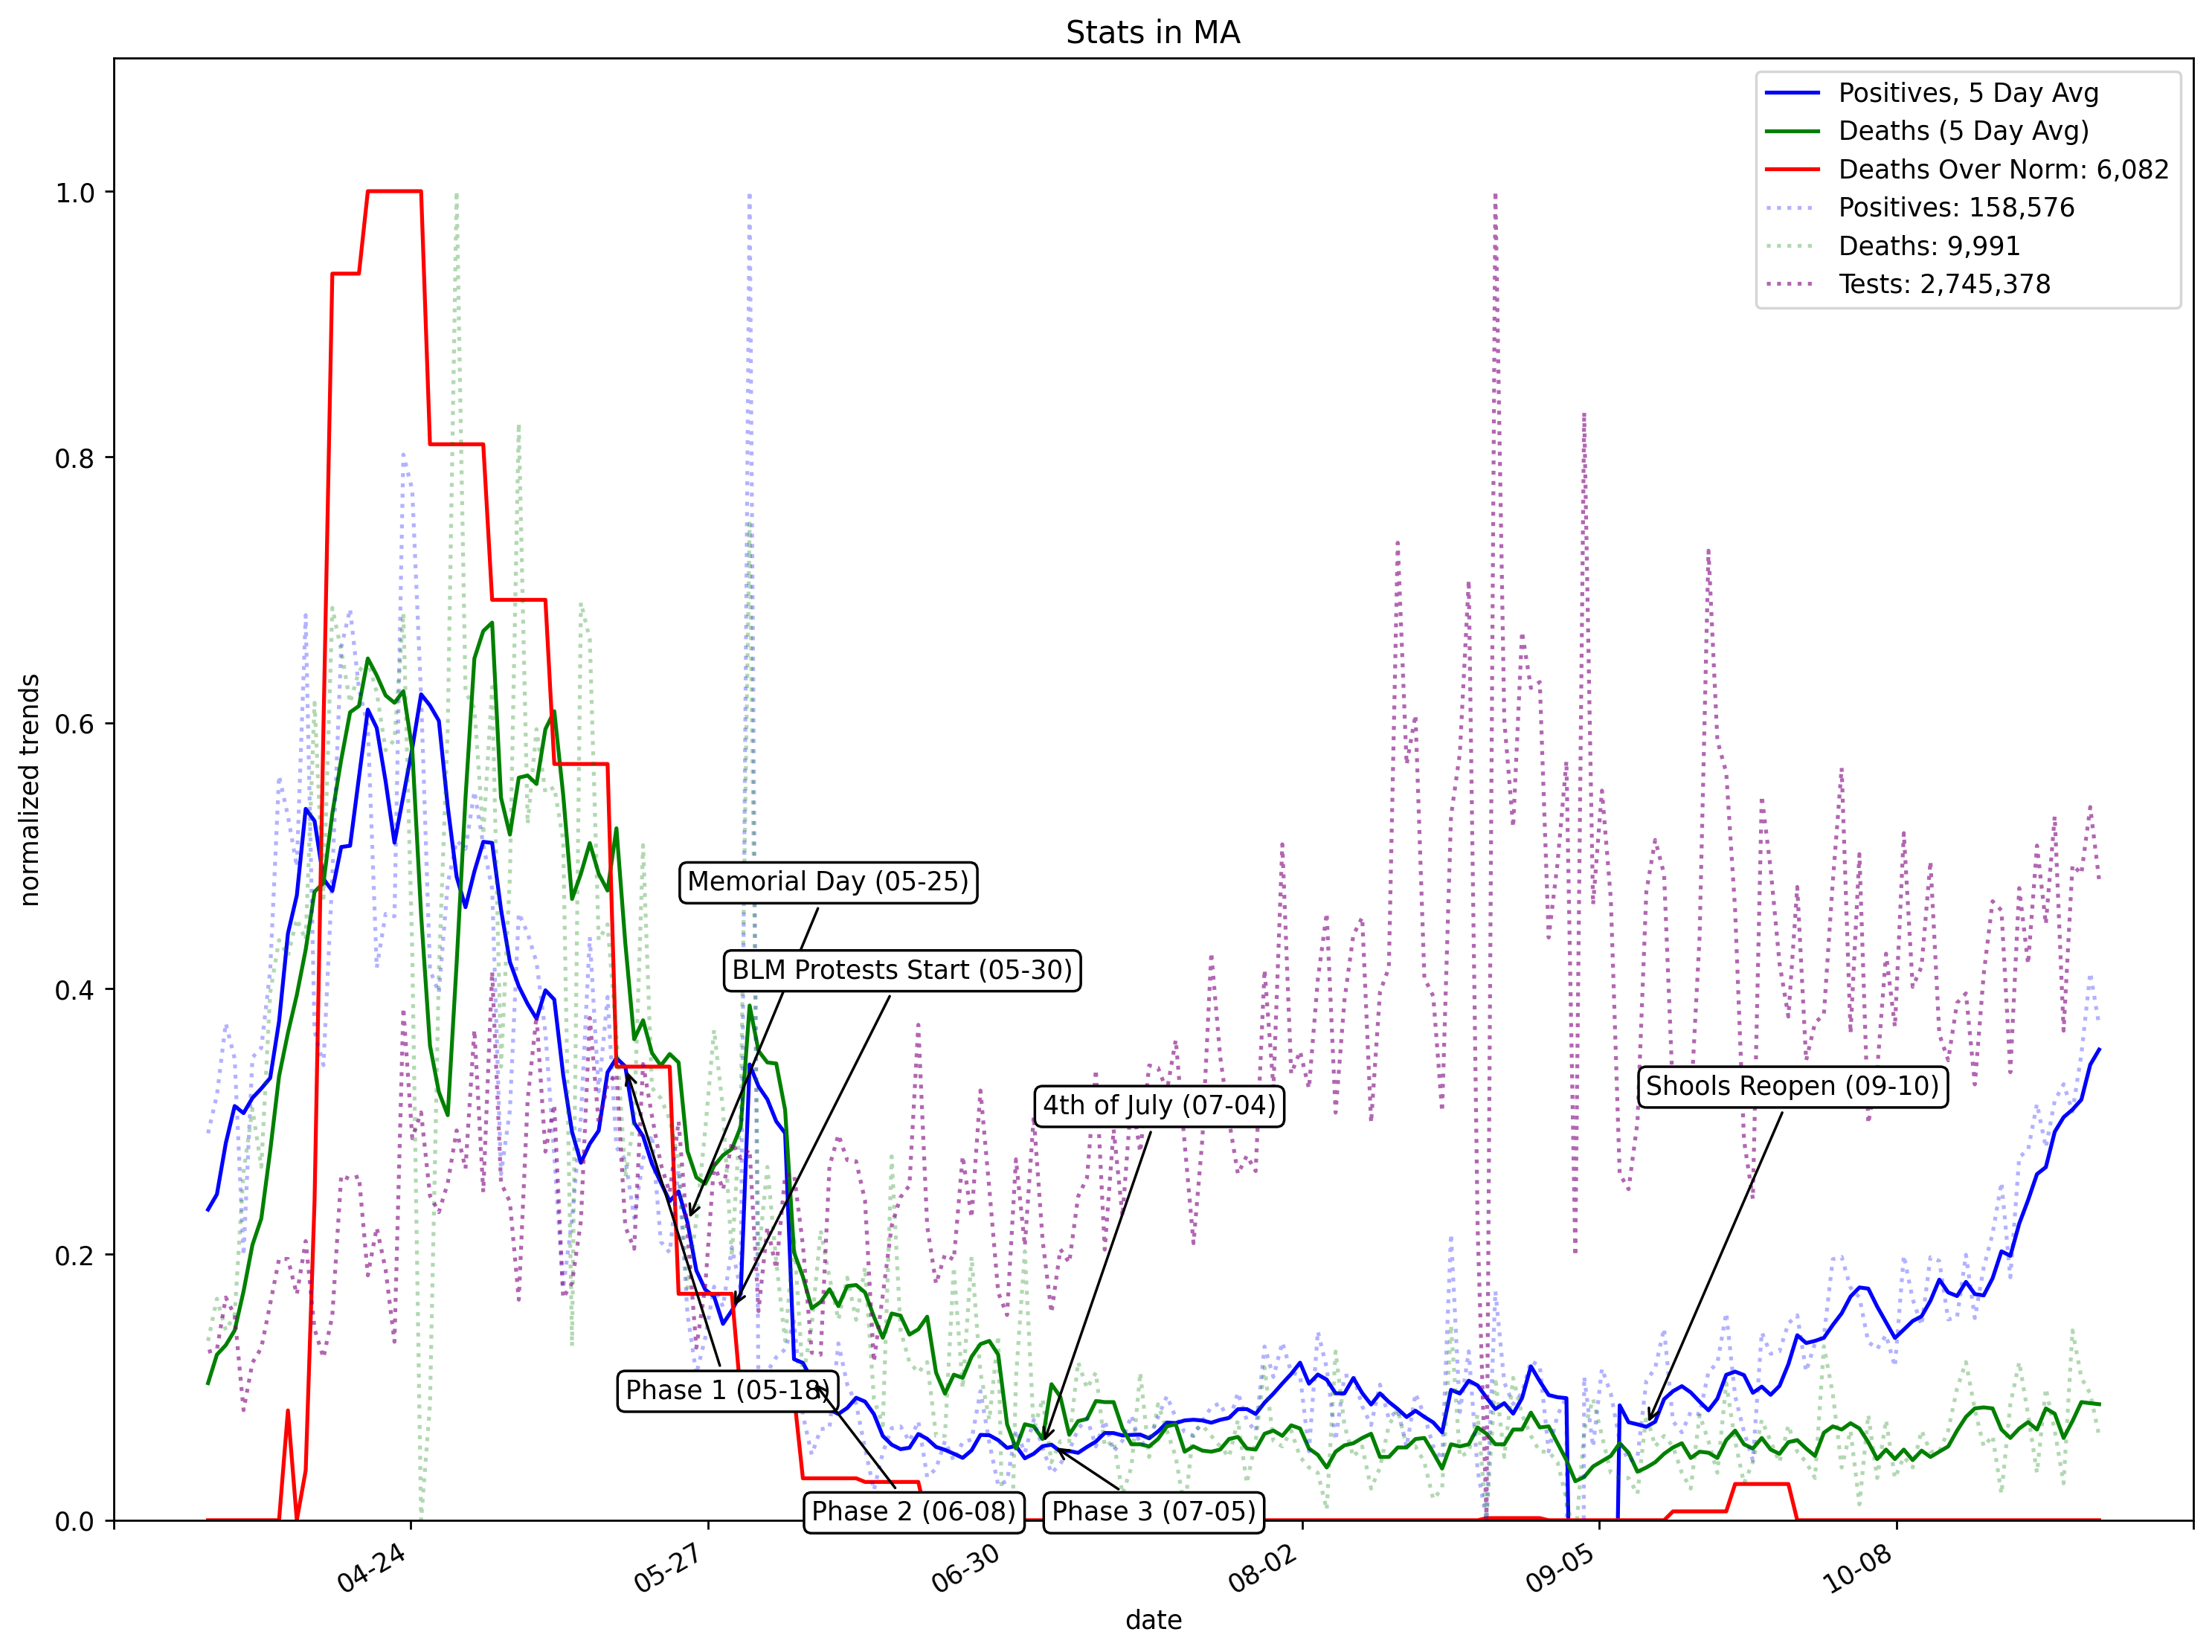 Stats in MA
Positives, 5 Day Avg
Deaths (5 Day Avg)
Deaths Over Norm: 6,082
Positives: 158,576
Deaths: 9,991
Tests: 2,745,378
normalized trends
1.0
0.8
0.6
0.4
0.2
0.0
Memorial Day (05-25)
BLM Protests Start (05-30)
4th of July (07-04)
Shools Reopen (09-10)
Phase 1 (05-18)
Phase 2 (06-08)
Phase 3 (07-05)
04-24
05-27
06-30
08-02
09-05
10-08
date